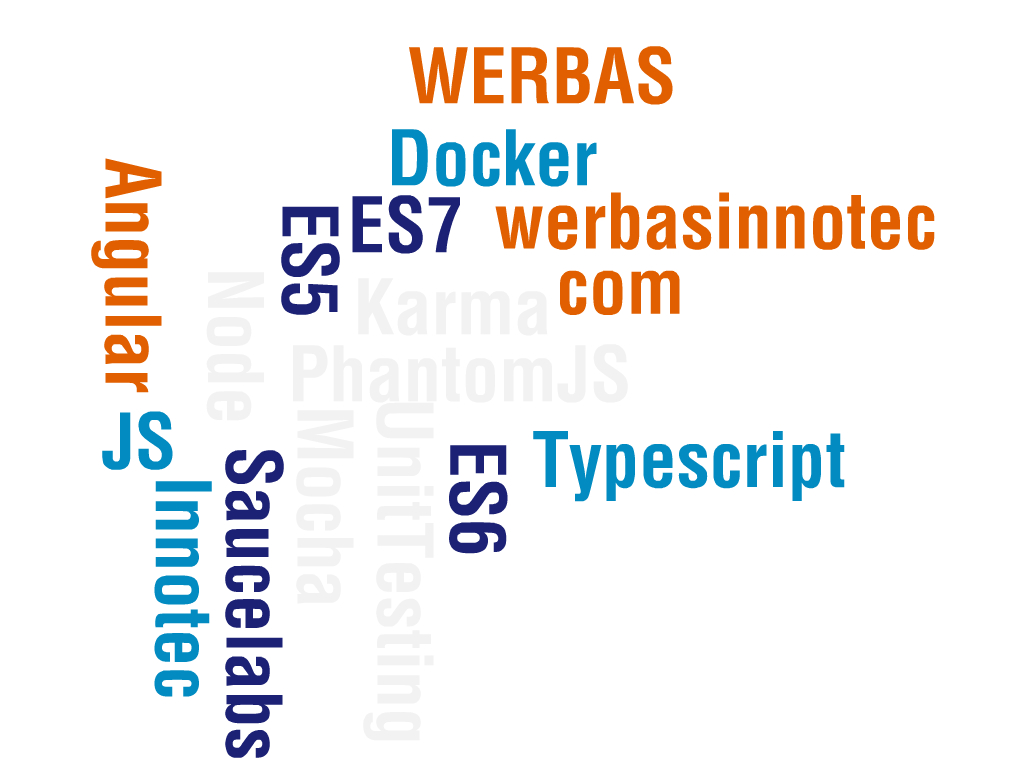 WERBAS
Docker
Angular
ES5
ES7
werbasinnotec
com
Node
Karma
PhantomJS
JS
Mocha
UnitTesting
Saucelabs
ES6
Typescript
Innotec